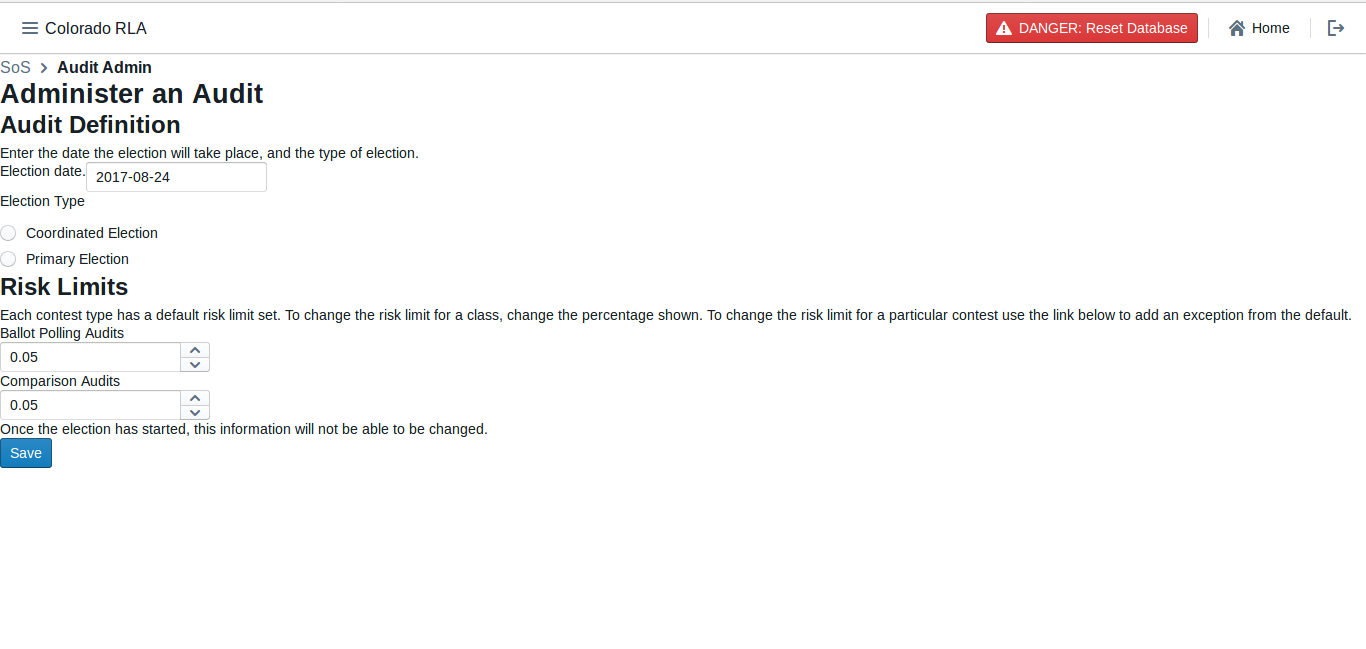 Colorado RLA
DANGER: Reset Database
Home
SoS
Audit Admin
Administer an Audit
Audit Definition
Enter the date the election will take place, and the type of election.
Election date.
2017-08-24
Election Type
Coordinated Election
Primary Election
Risk Limits
Each contest type has a default risk limit set. To change the risk limit for a class, change the percentage shown. To change the risk limit for a particular contest use the link below to add an exception from the default.
Ballot Polling Audits
0.05
Comparison Audits
0.05
Once the election has started, this information will not be able to be changed.
Save